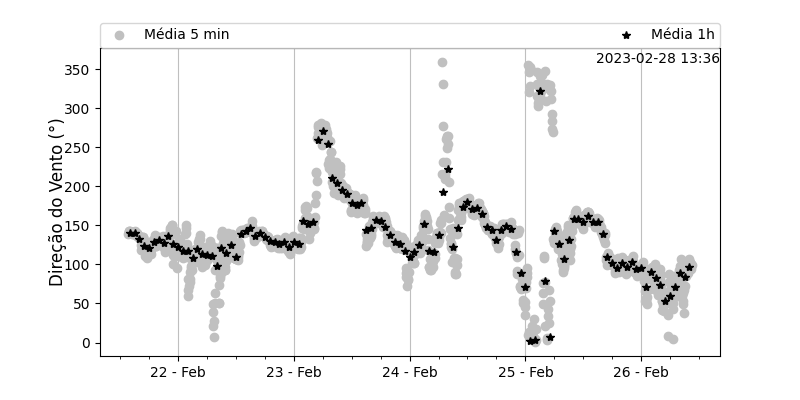 Média 5 min
Média 1h
2023-02-28 13:36
Direção do Vento (°)
350
300
250
200
150
100
50
0
22 - Feb
23 - Feb
24 - Feb
25 - Feb
26 - Feb